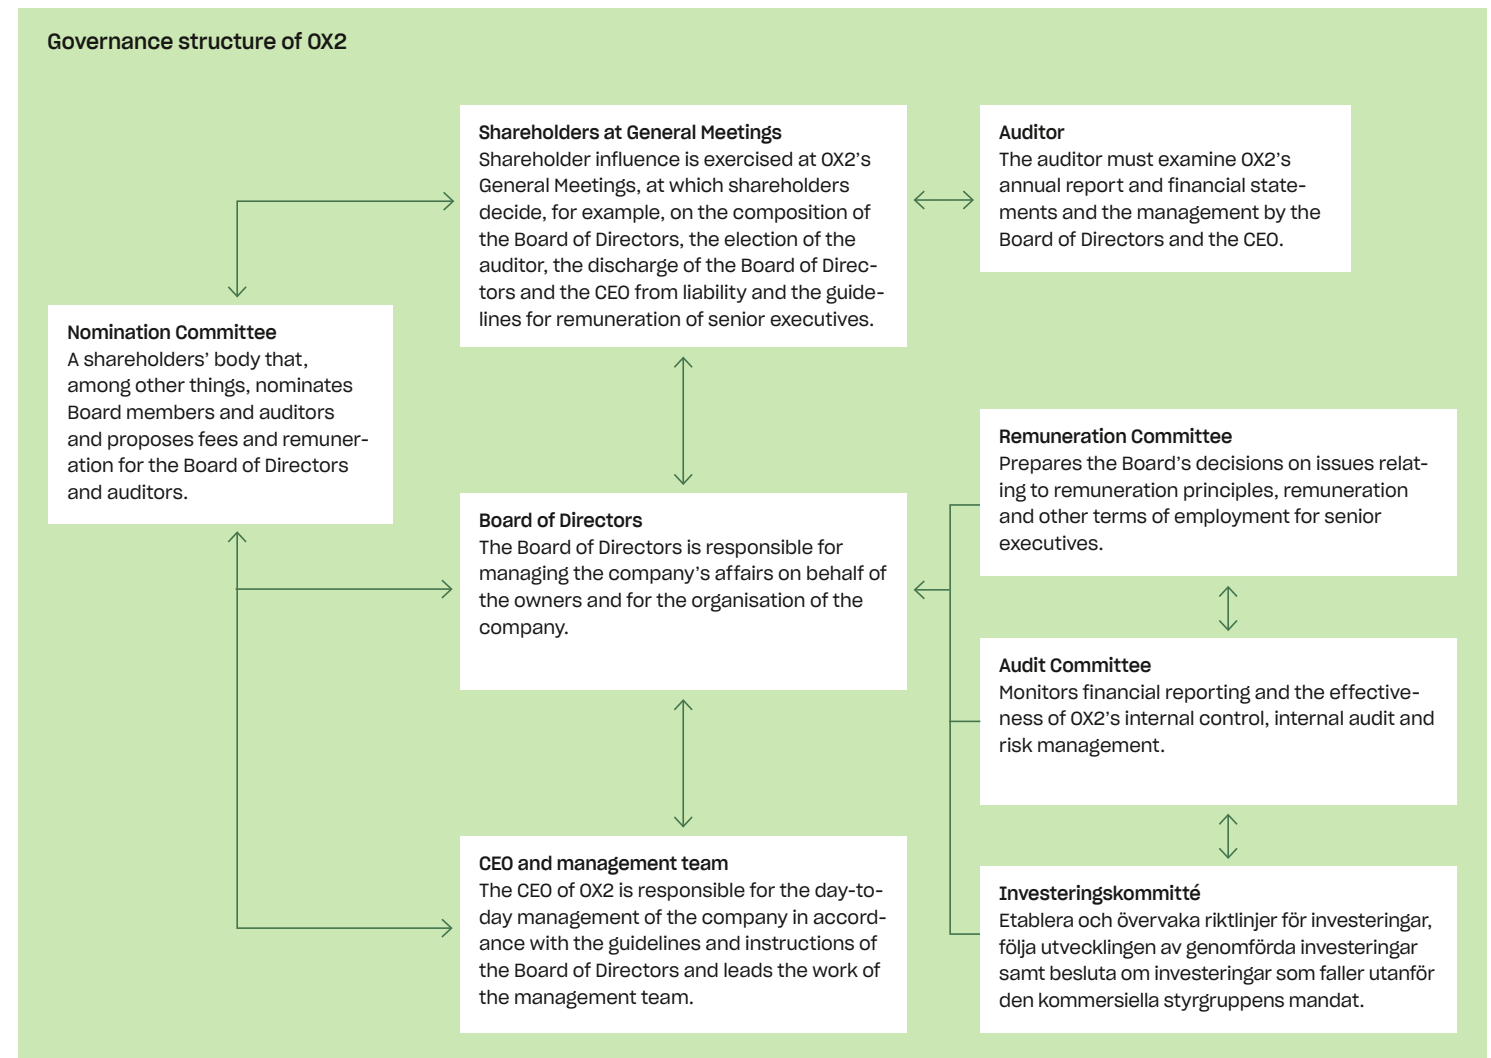 Governance structure of OX2
Shareholders at General Meetings
Shareholder influence is exercised at OX2's
General Meetings, at which shareholders
decide, for example, on the composition of
the Board of Directors, the election of the
auditor, the discharge of the Board of Direc-
tors and the CEO from liability and the guide-
lines for remuneration of senior executives.
Auditor
The auditor must examine OX2's
annual report and financial state-
ments and the management by the
Board of Directors and the CEO.
Nomination Committee
A shareholders' body that,
among other things, nominates
Board members and auditors
and proposes fees and remuner-
ation for the Board of Directors
and auditors.
Board of Directors
The Board of Directors is responsible for
managing the company's affairs on behalf of
the owners and for the organisation of the
company.
Remuneration Committee
Prepares the Board's decisions on issues relat-
ing to remuneration principles, remuneration
and other terms of employment for senior
executives.
Audit Committee
Monitors financial reporting and the effective-
ness of OX2's internal control, internal audit and
risk management.
CEO and management team
The CEO of OX2 is responsible for the day-to-
day management of the company in accord-
ance with the guidelines and instructions of
the Board of Directors and leads the work of
the management team.
Investeringskommitté
Etablera och övervaka riktlinjer för investeringar,
följa utvecklingen av genomförda investeringar
samt besluta om investeringar som faller utanför
den kommersiella styrgruppens mandat.